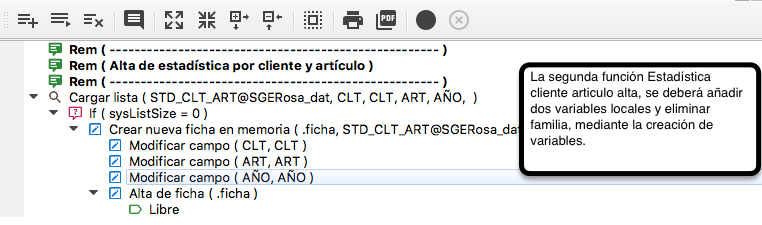 PDF
Rem ( ----------------------------------------------------- )
Rem ( Alta de estadística por cliente y artículo )
Rem ( ----------------------------------------------------- )
Cargar lista ( STD_CLT_ART@SGERosa_dat, CLT, CLT, ART, AÑO, )
If ( sysListSize = 0 )
Crear nueva ficha en memoria ( .ficha, STD_CLT_ART@SGERosa_dat
Modificar campo ( CLT, CLT )
Modificar campo ( ART, ART )
Modificar campo ( AÑO, AÑO )
Alta de ficha ( .ficha )
Libre
La segunda función Estadística
cliente articulo alta, se deberá añadir
dos variables locales y eliminar
familia, mediante la creación de
variables.